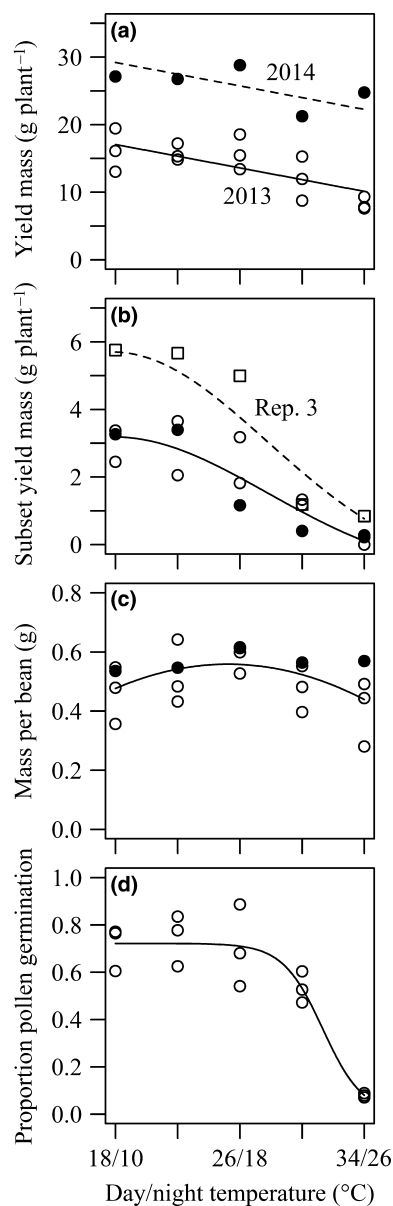 (a)
Yield mass (g plant⁻¹)
30
20
10
0
2014
2013
(b)
Subset yield mass (g plant⁻¹)
6
4
2
0
Rep. 3
(c)
Mass per bean (g)
0.8
0.6
0.4
0.2
0.0
(d)
Proportion pollen germination
1.0
0.8
0.6
0.4
0.2
0.0
18/10 26/18 34/26
Day/night temperature (°C)